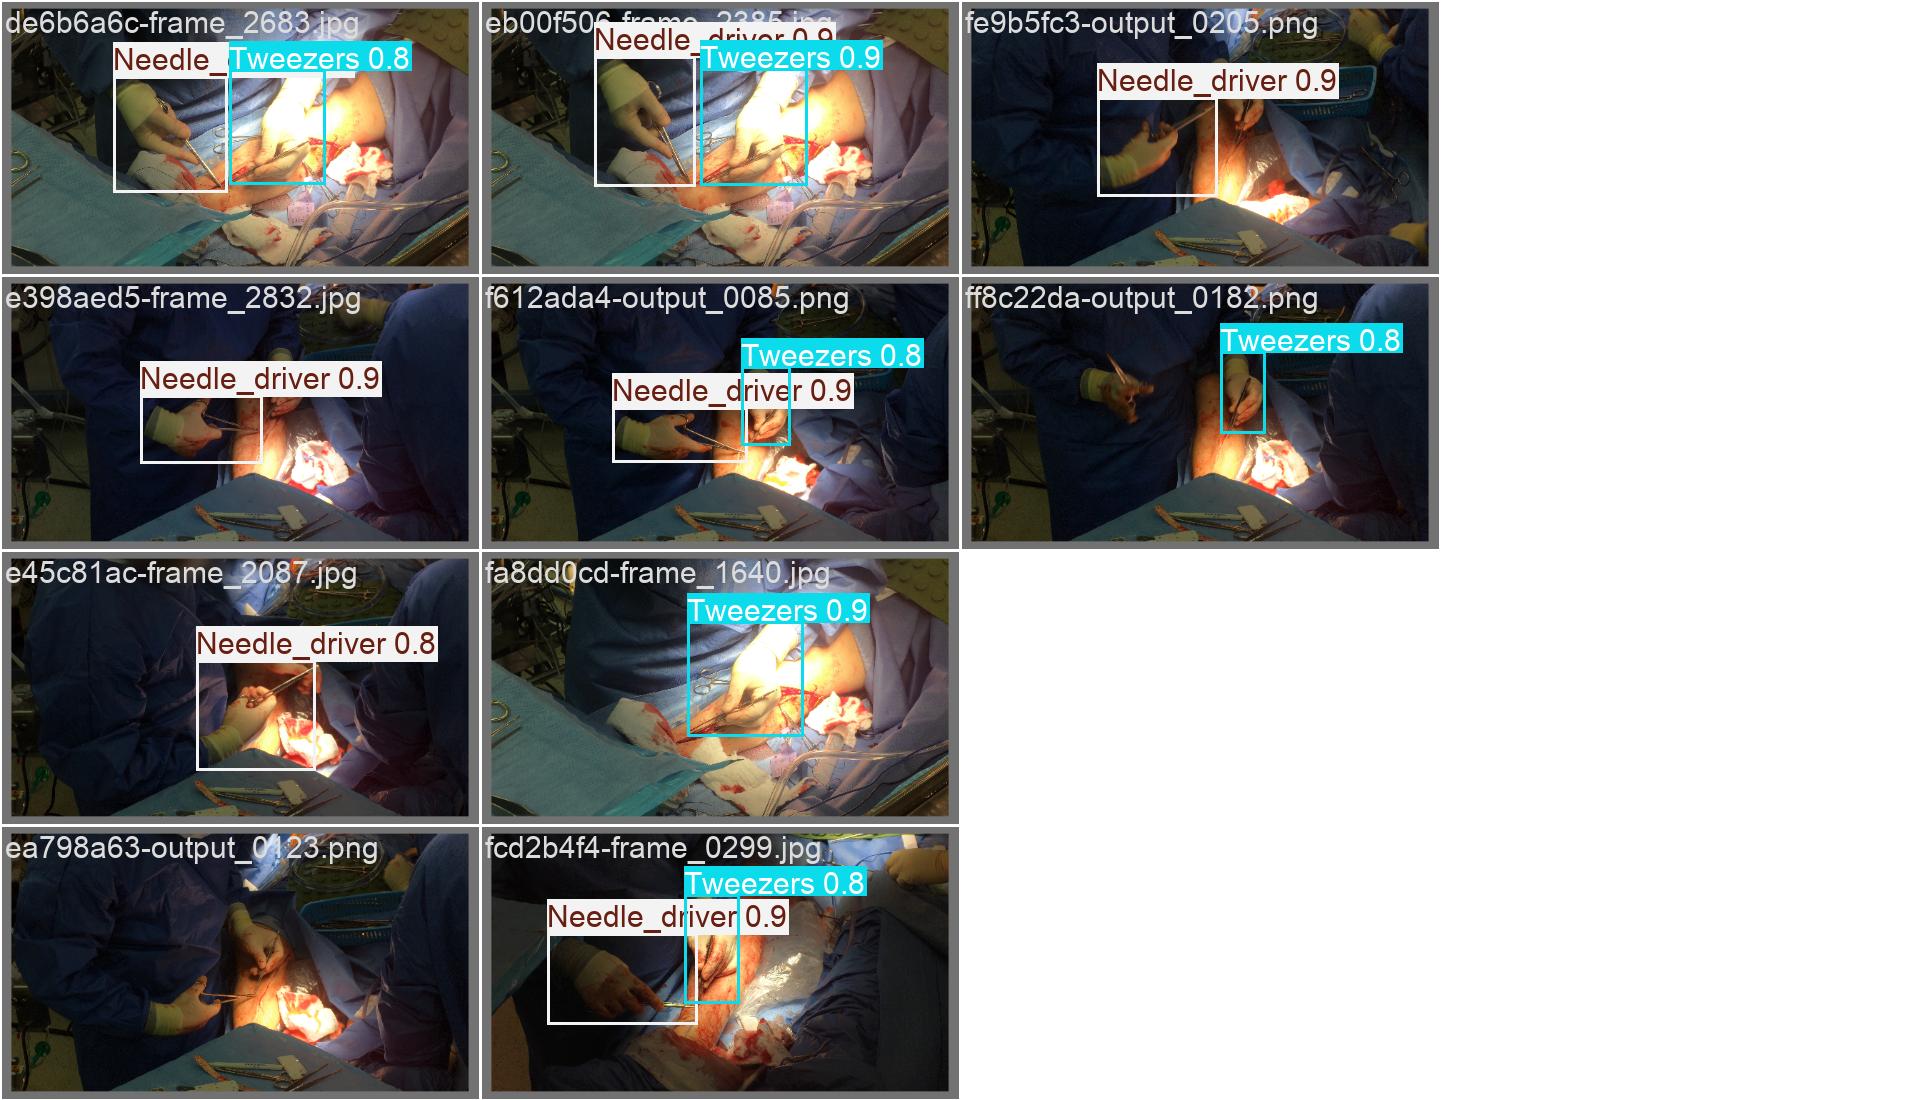 de6b6a6c-frame_2683.jpg
Needle_
Tweezers 0.8
eb00f506-frame_2385.jpg
Needle_driver 0.9
Tweezers 0.9
fe9b5fc3-output_0205.png
Needle_driver 0.9
e398aed5-frame_2832.jpg
Needle_driver 0.9
f612ada4-output_0085.png
Tweezers 0.8
Needle_driver 0.9
ff8c22da-output_0182.png
Tweezers 0.8
e45c81ac-frame_2087.jpg
Needle_driver 0.8
fa8dd0cd-frame_1640.jpg
Tweezers 0.9
ea798a63-output_0123.png
fcd2b4f4-frame_0299.jpg
Tweezers 0.8
Needle_driver 0.9